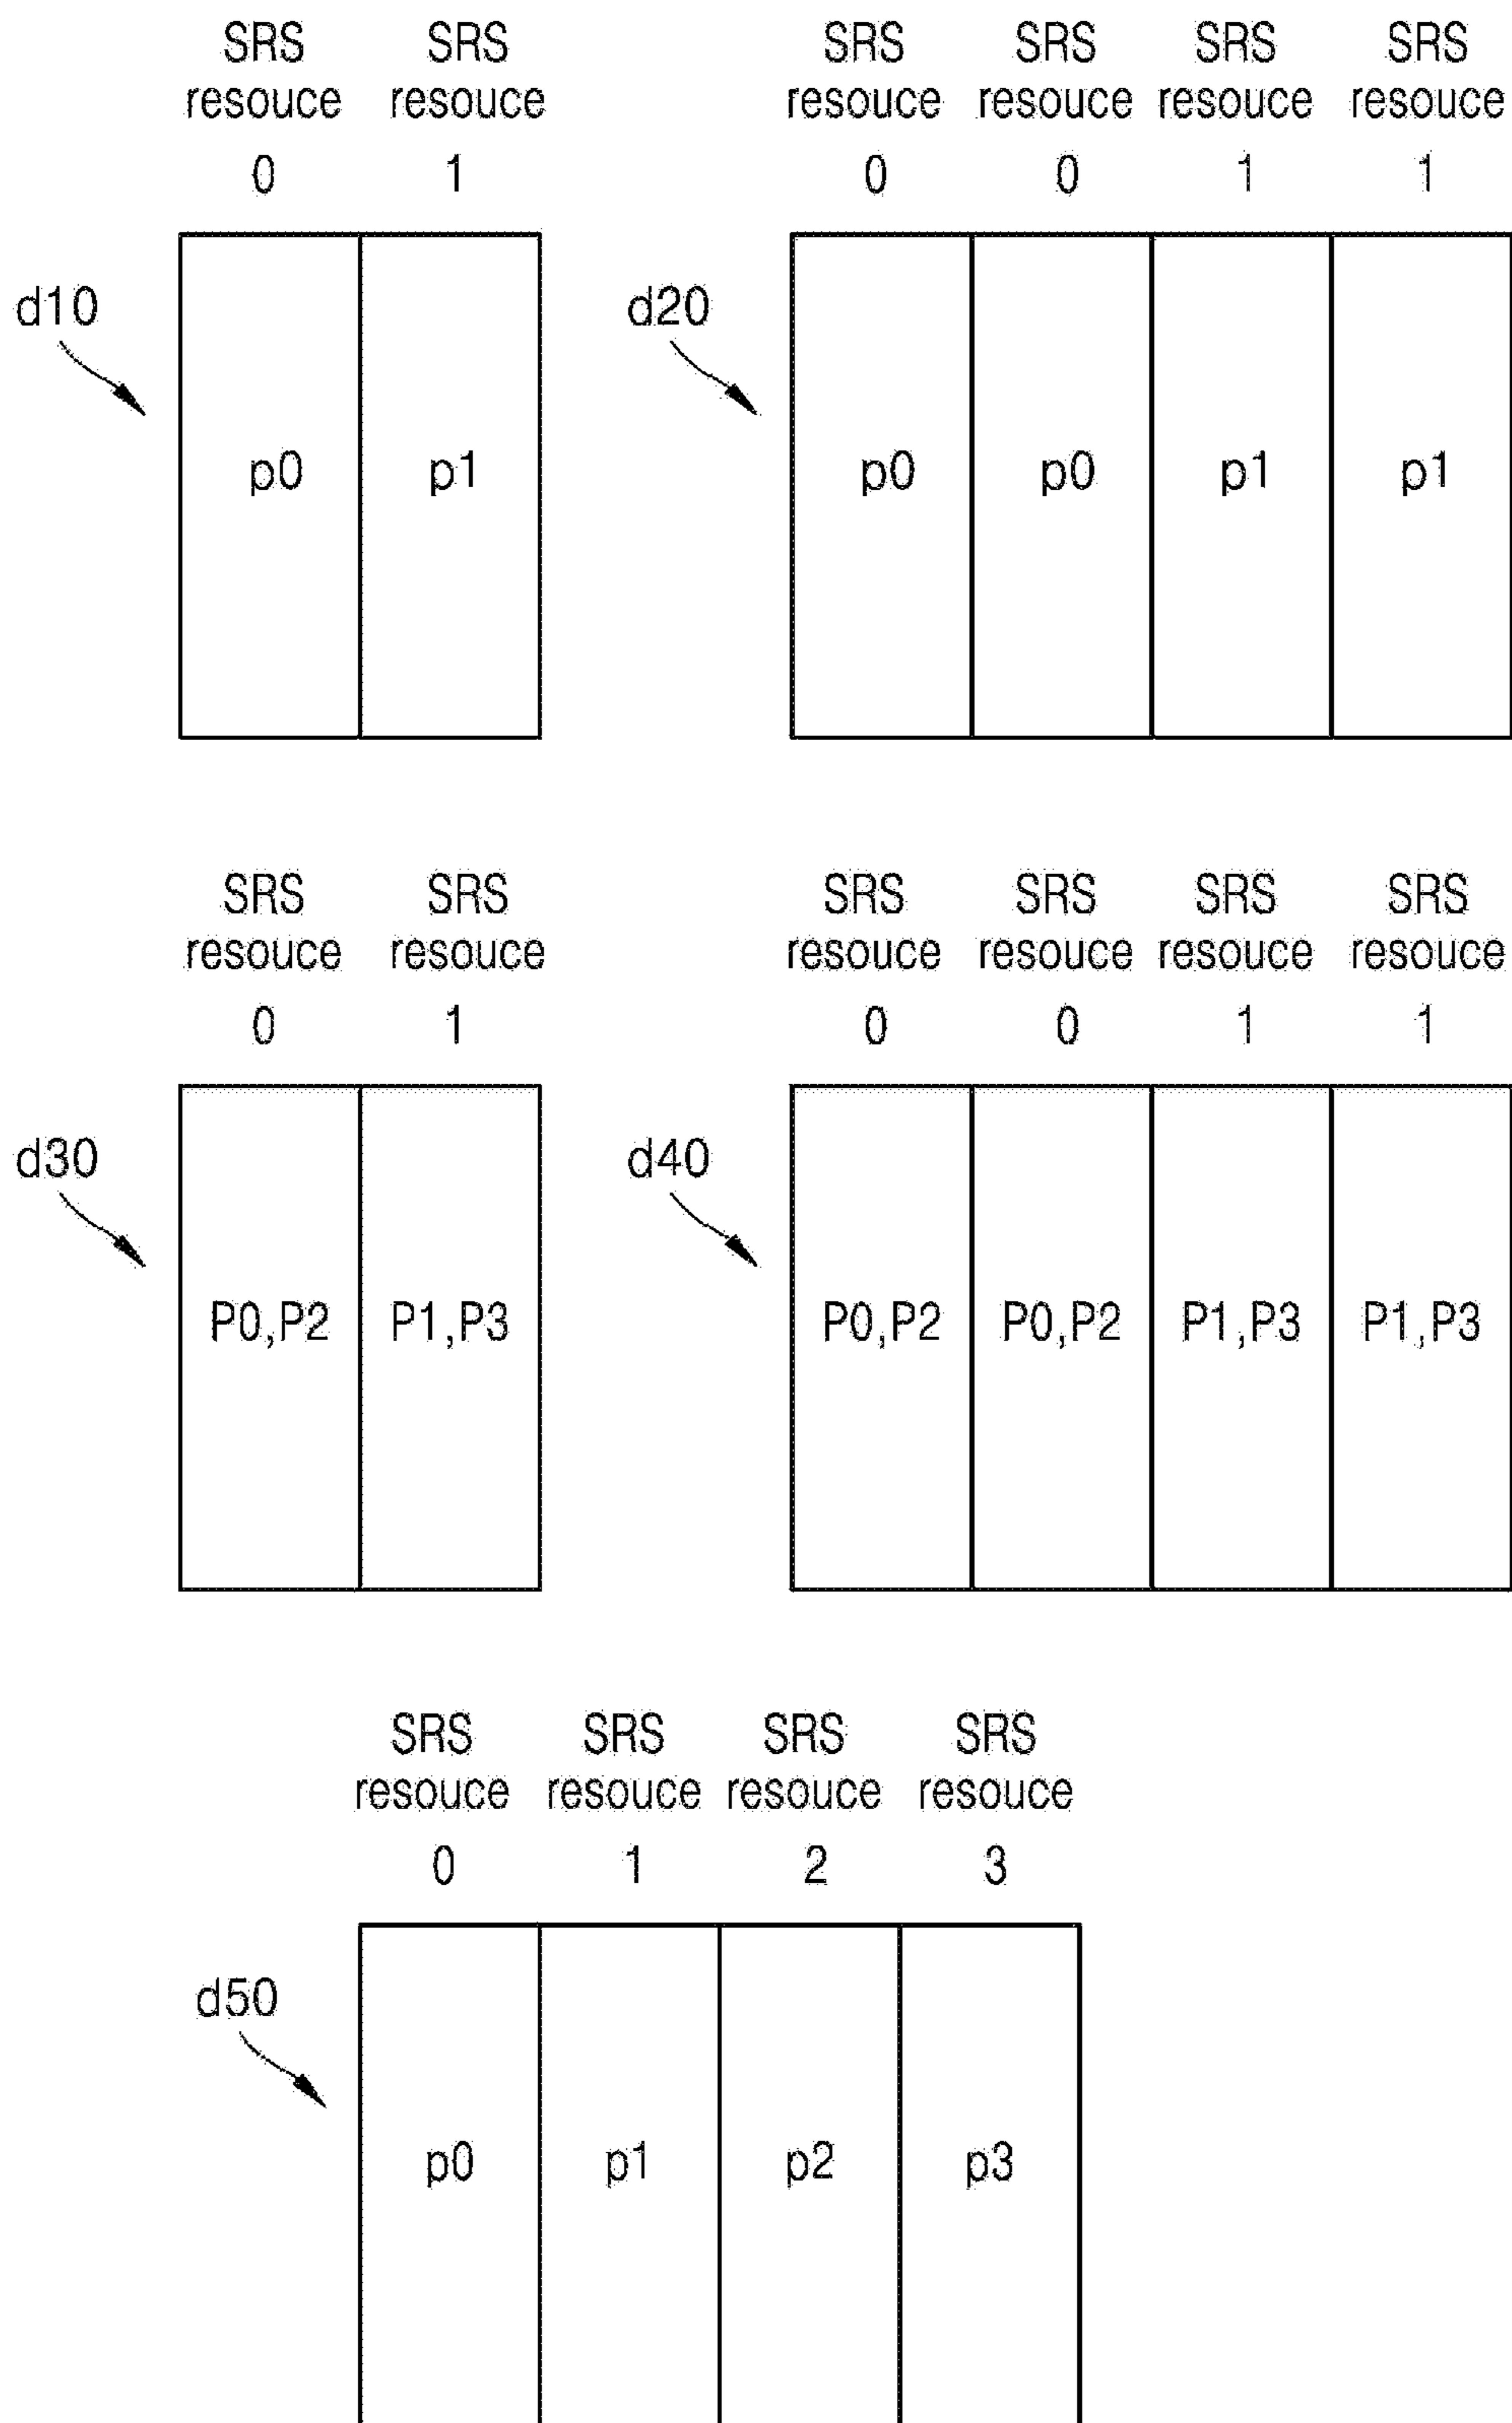 SRS SRS SRS SRS SRS SRS
resouce resouce resouce resouce resouce resouce
0 1 0 0 1 1
d10 d20
p0 p1 p0 p0 p1 p1
SRS SRS SRS SRS SRS SRS
resouce resouce resouce resouce resouce resouce
0 1 0 0 1 1
d30 d40
P0,P2 P1,P3 P0,P2 P0,P2 P1,P3 P1,P3
SRS SRS SRS SRS
resouce resouce resouce resouce
0 1 2 3
d50
p0 p1 p2 p3